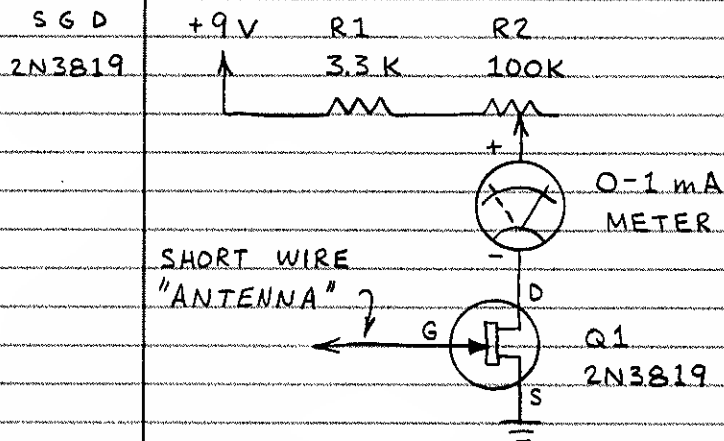 S G D
2N3819
+9V
R1
3.3K
R2
100K
+
0-1 mA
METER
-
SHORT WIRE
"ANTENNA"
G
D
S
Q1
2N3819